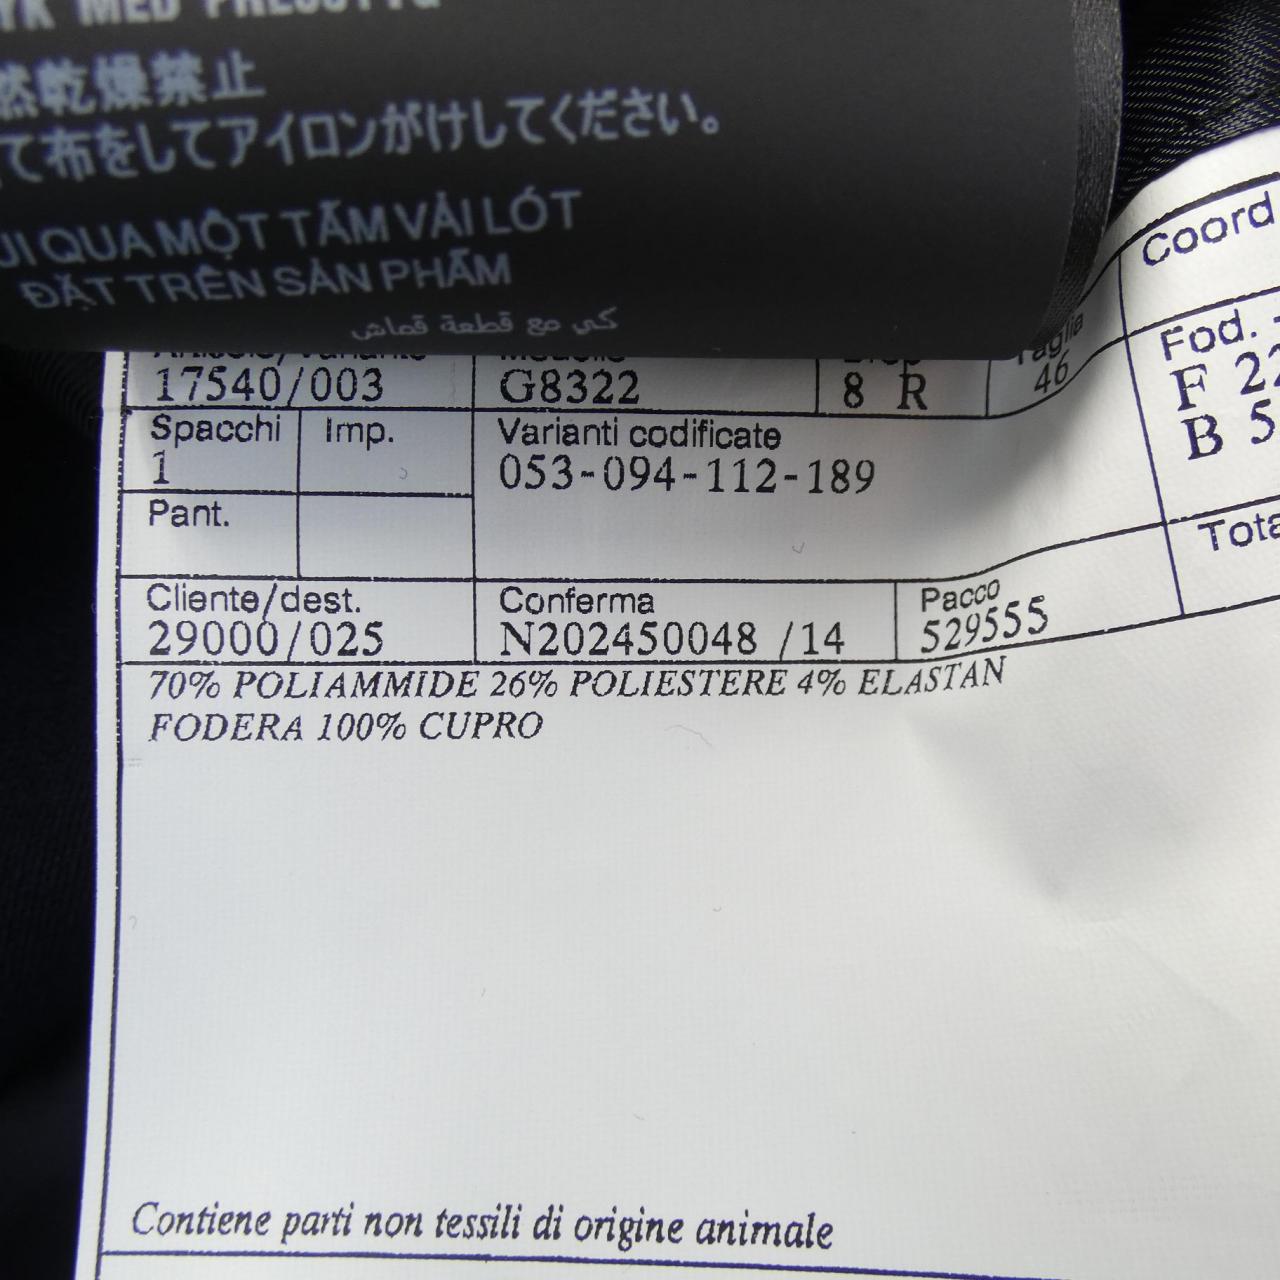 然乾燥禁止
て布をしてアイロンがけしてください。
QUA MỘT TẤM VẢI LÓT
ĐẶT TRÊN SẢN PHẨM
كي مع قطعة قماش
Coord
Taglia
17540/003 G8322 8 R 46
Fod.
F 22
B 5
Spacchi Imp. Varianti codificate
1 053-094-112-189
Pant.
Tota
Cliente/dest. Conferma Pacco
29000/025 N202450048 /14 529555
70% POLIAMMIDE 26% POLIESTERE 4% ELASTAN
FODERA 100% CUPRO
Contiene parti non tessili di origine animale